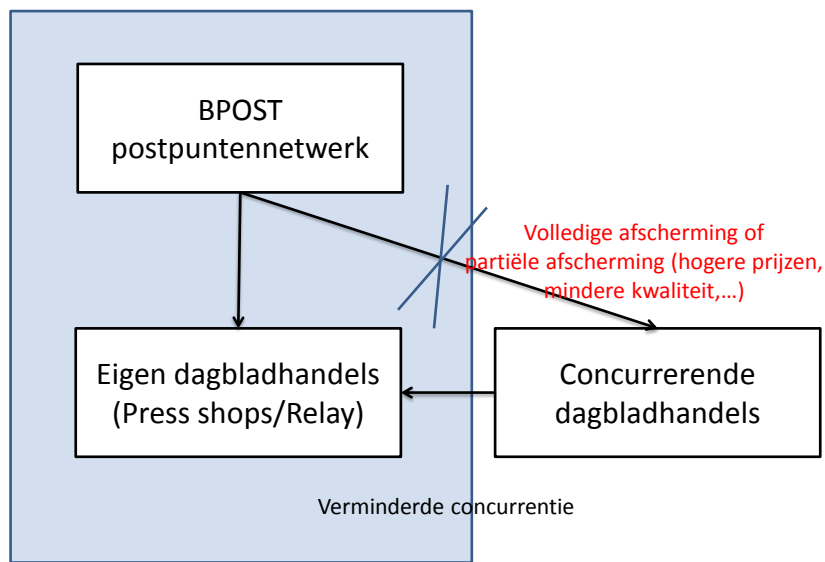 BPOST
postpuntennetwerk
Volledige afscherming of
partiële afscherming (hogere prijzen,
mindere kwaliteit,…)
Eigen dagbladhandels
(Press shops/Relay)
Concurrerende
dagbladhandels
Verminderde concurrentie